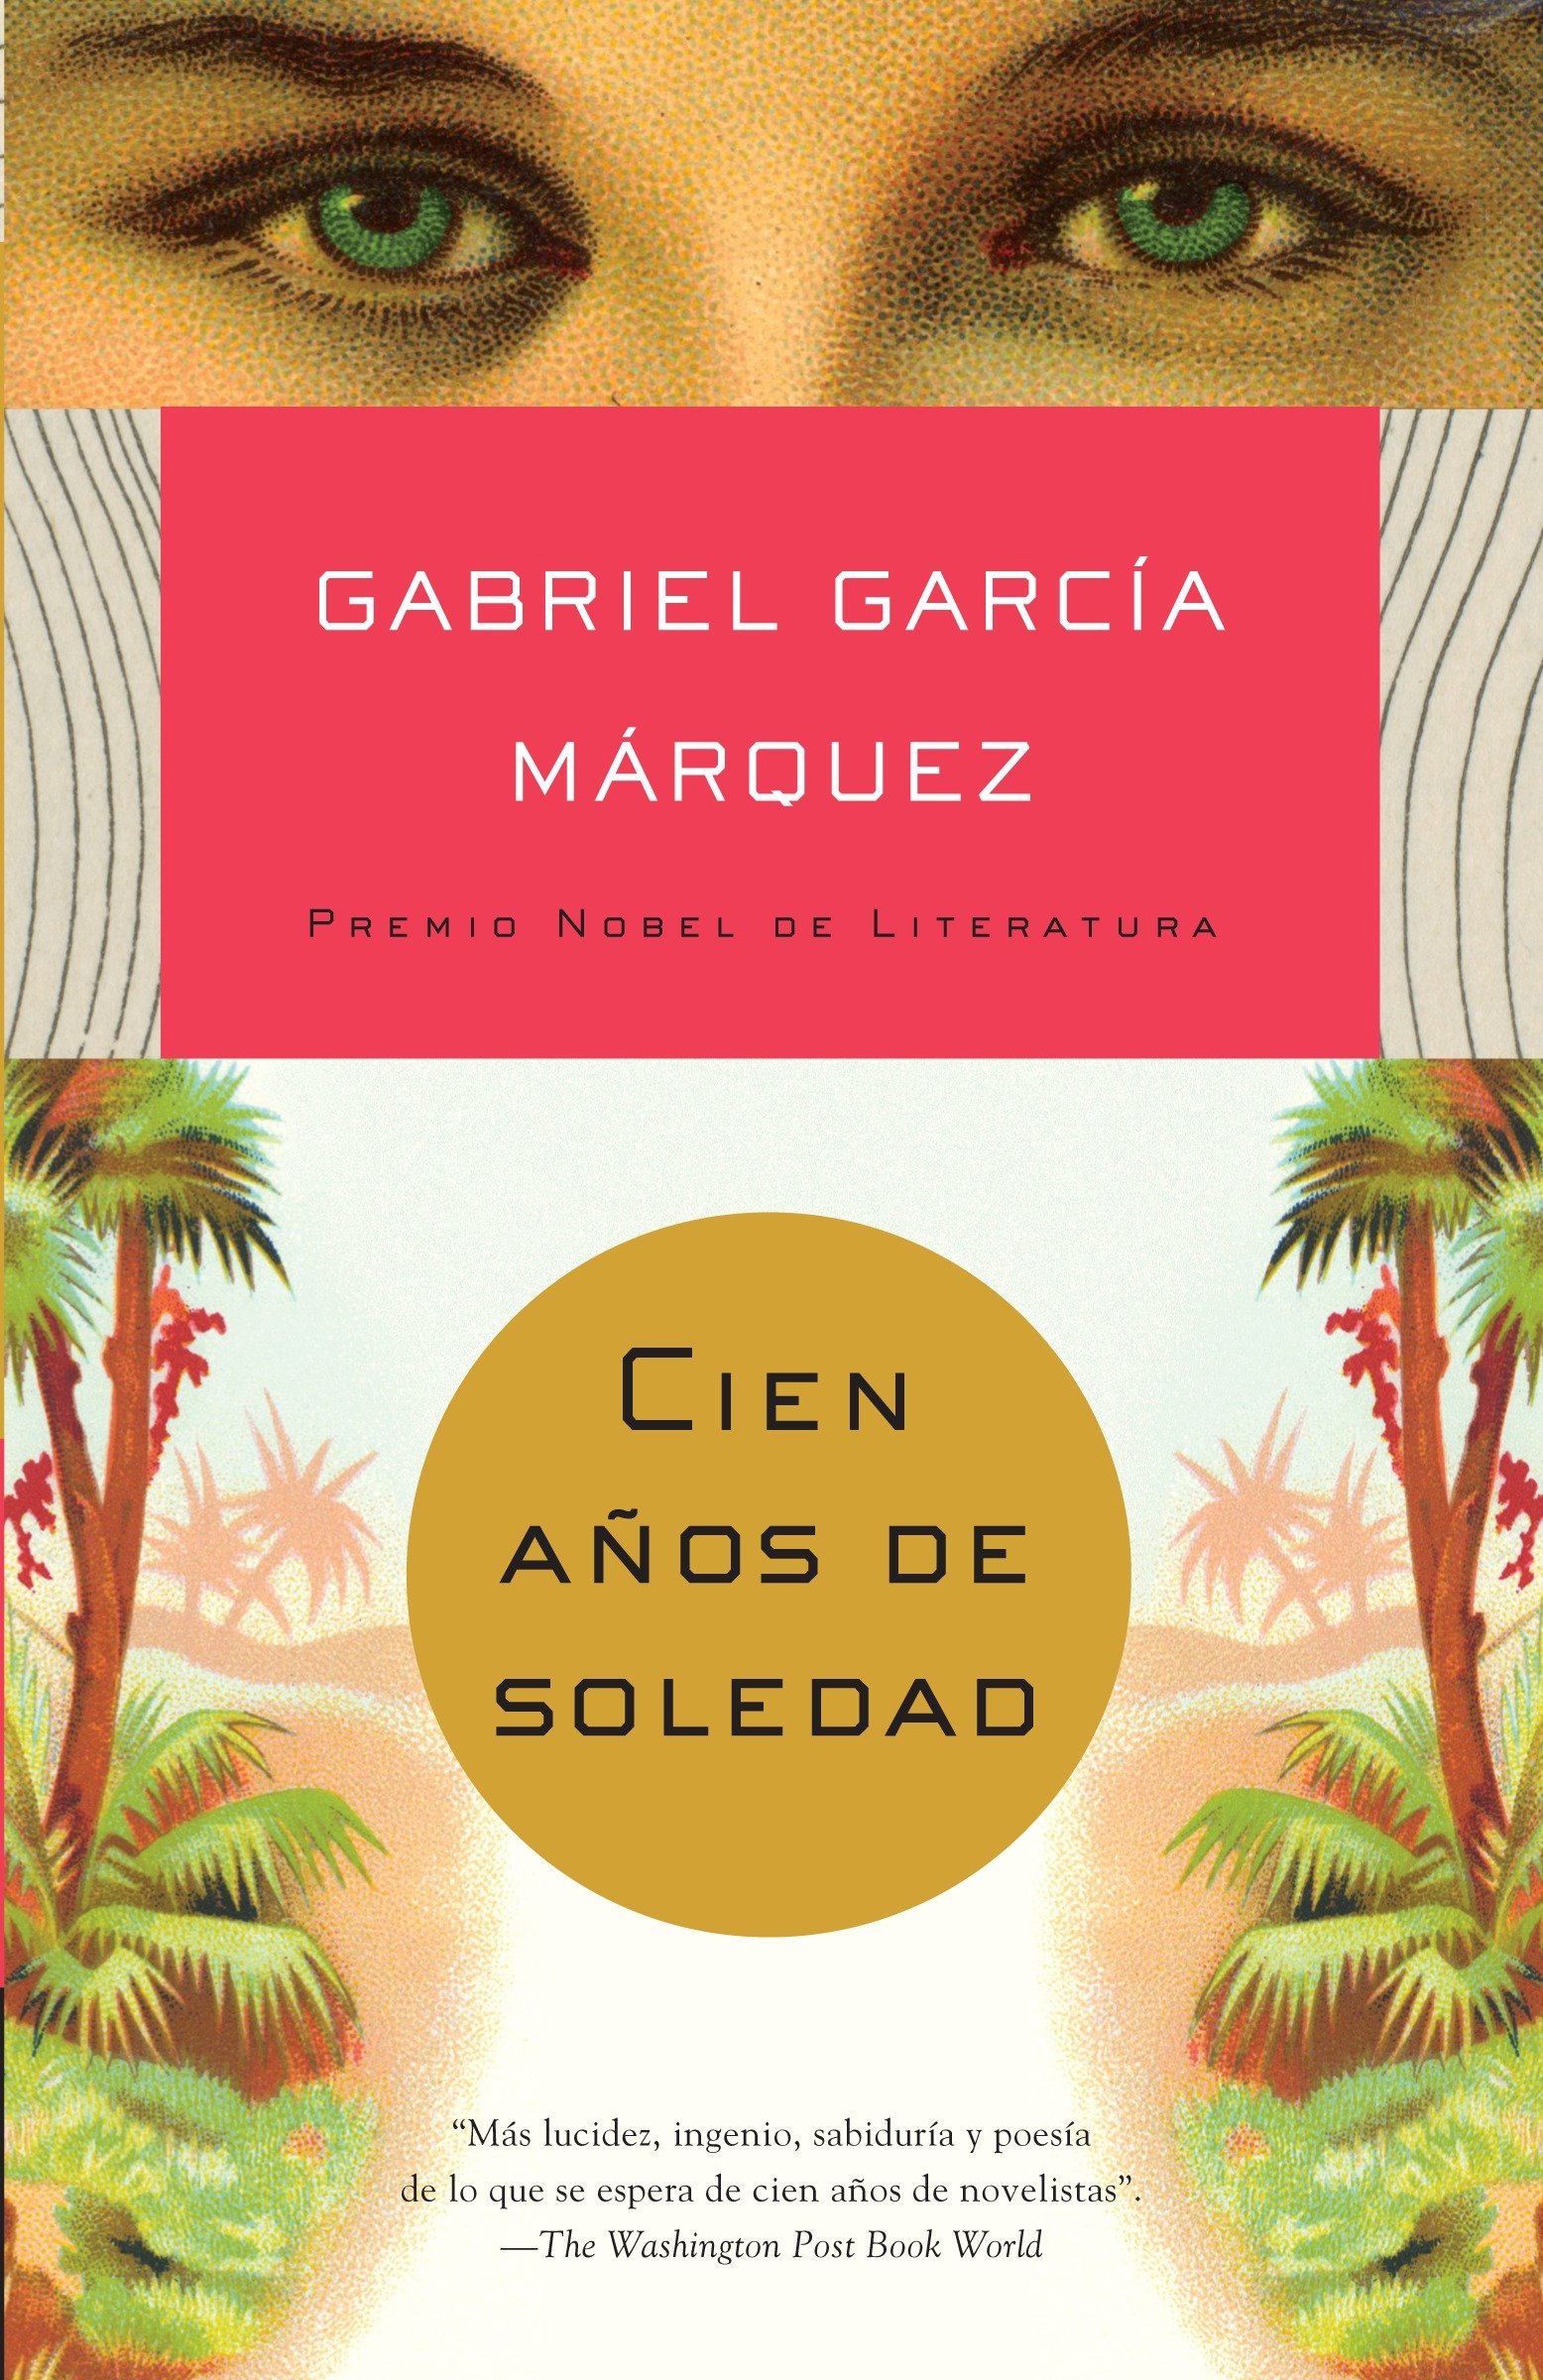 GABRIEL GARCÍA
MÁRQUEZ
PREMIO NOBEL DE LITERATURA
CIEN
AÑOS DE
SOLEDAD
“Más lucidez, ingenio, sabiduría y poesía
de lo que se espera de cien años de novelistas”.
—The Washington Post Book World